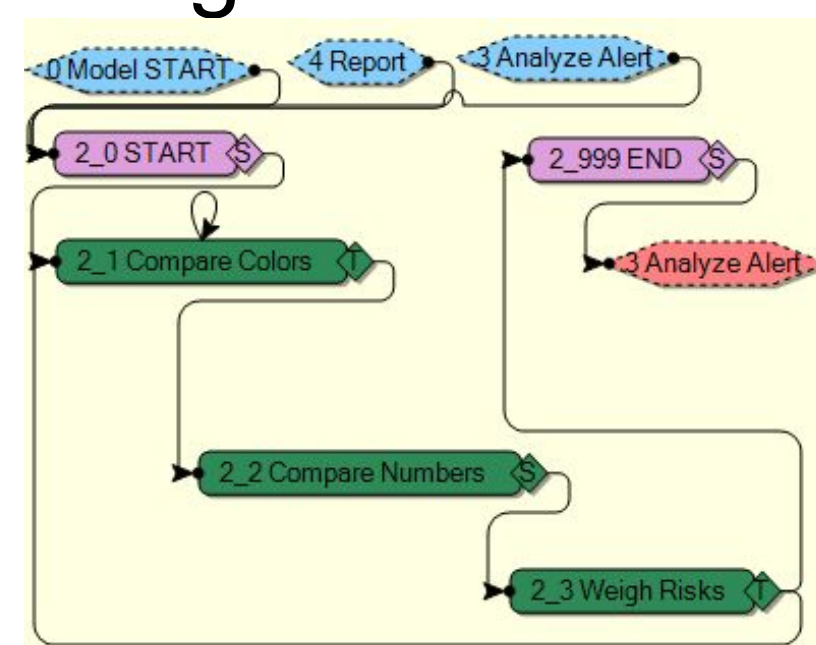 0 Model START
4 Report
3 Analyze Alert
2_0 START S
2_999 END S
2_1 Compare Colors T
3 Analyze Alert
2_2 Compare Numbers S
2_3 Weigh Risks T